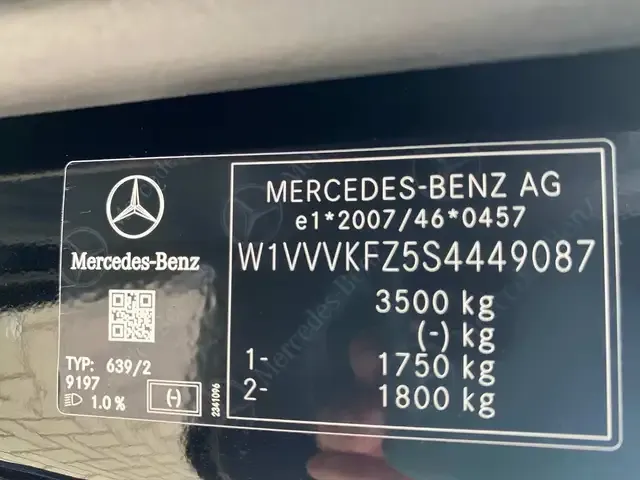 Mercedes-Benz
TYP: 639/2
9197
1.0 %
(-)
2341096
MERCEDES-BENZ AG
e1*2007/46*0457
W1VVVKFZ5S4449087
3500 kg
(-) kg
1- 1750 kg
2- 1800 kg